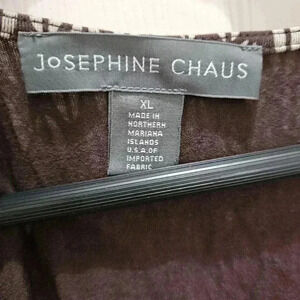 JOSEPHINE CHAUS
XL
MADE IN
NORTHERN
MARIANA
ISLANDS
U.S.A. OF
IMPORTED
FABRIC